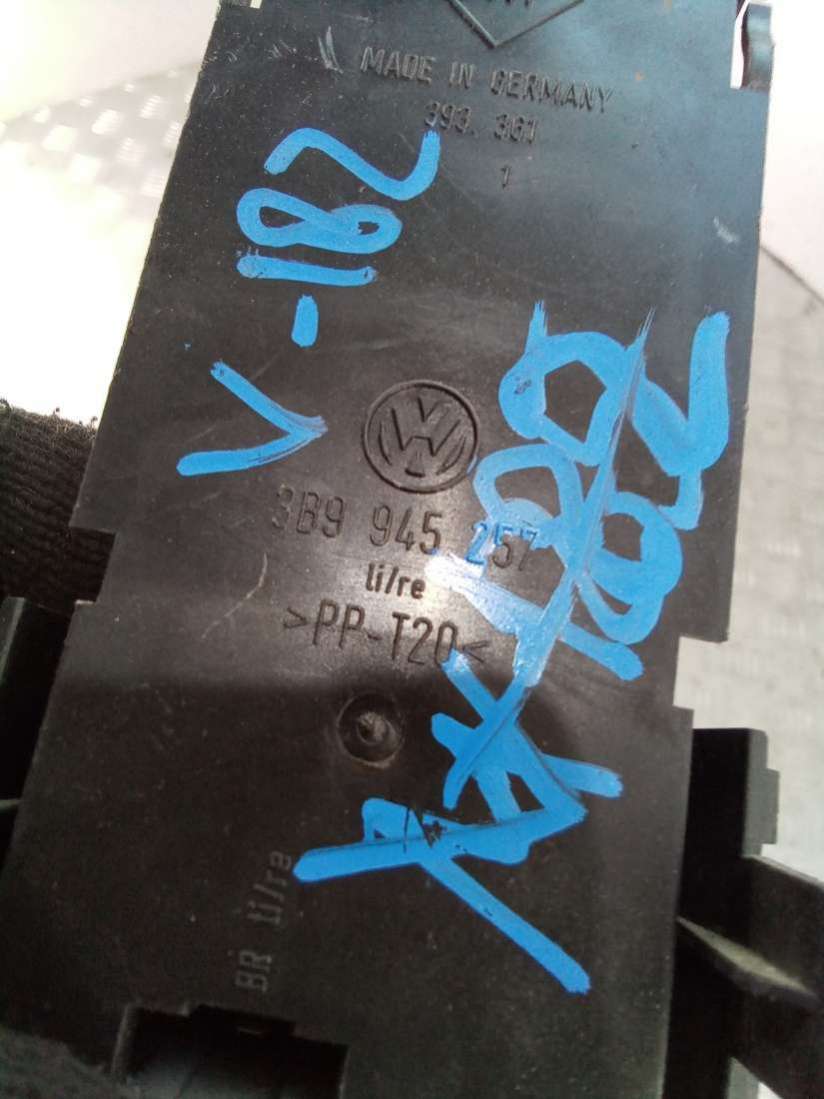 MADE IN GERMANY
393. 361
1
V-182
3B9 945 257
li/re
>PP-T20<
BR li/re